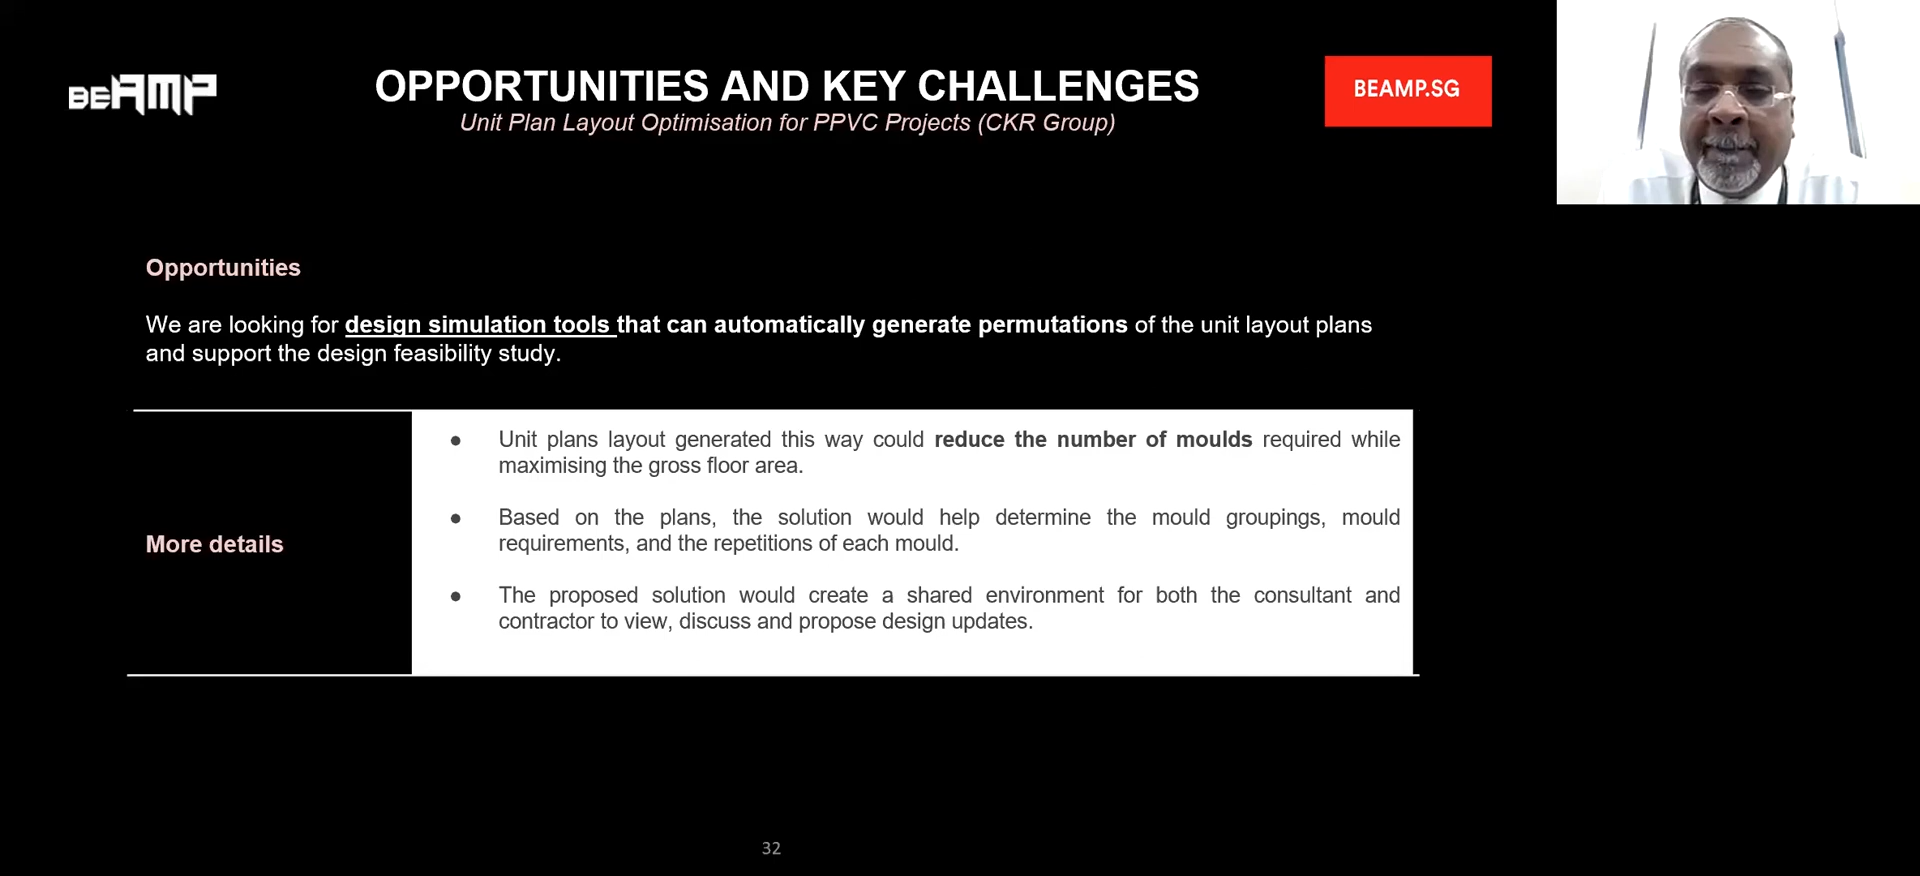 BEAMP
OPPORTUNITIES AND KEY CHALLENGES
Unit Plan Layout Optimisation for PPVC Projects (CKR Group)
BEAMP.SG
Opportunities
We are looking for design simulation tools that can automatically generate permutations of the unit layout plans
and support the design feasibility study.
More details
● Unit plans layout generated this way could reduce the number of moulds required while
maximising the gross floor area.
● Based on the plans, the solution would help determine the mould groupings, mould
requirements, and the repetitions of each mould.
● The proposed solution would create a shared environment for both the consultant and
contractor to view, discuss and propose design updates.
32